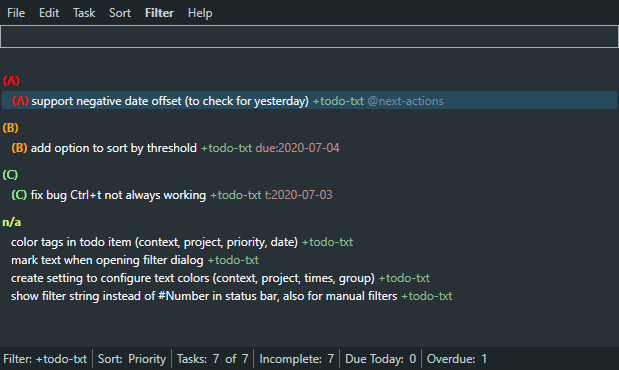 File Edit Task Sort Filter Help
(A)
(A) support negative date offset (to check for yesterday) +todo-txt @next-actions
(B)
(B) add option to sort by threshold +todo-txt due:2020-07-04
(C)
(C) fix bug Ctrl+t not always working +todo-txt t:2020-07-03
n/a
color tags in todo item (context, project, priority, date) +todo-txt
mark text when opening filter dialog +todo-txt
create setting to configure text colors (context, project, times, group) +todo-txt
show filter string instead of #Number in status bar, also for manual filters +todo-txt
Filter: +todo-txt Sort: Priority Tasks: 7 of 7 Incomplete: 7 Due Today: 0 Overdue: 1